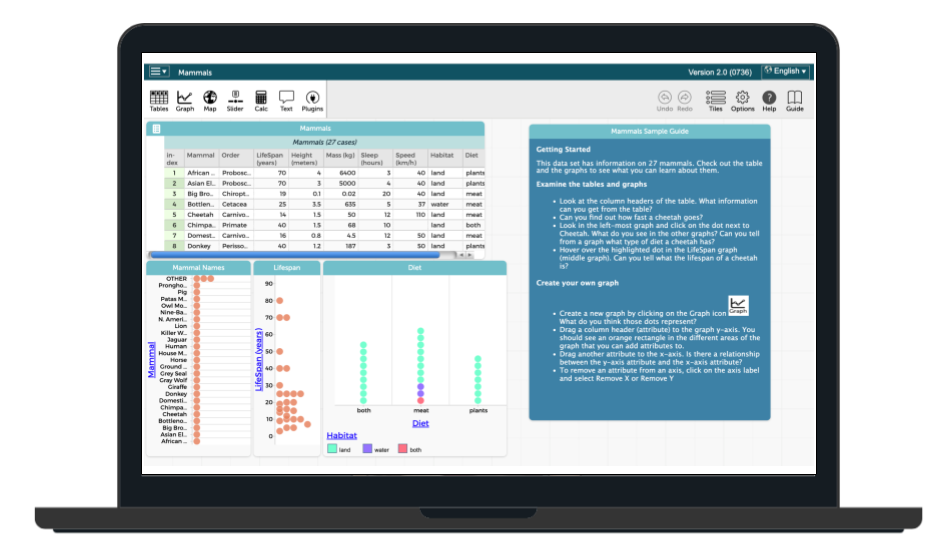 Mammals
Version 2.0 (0736)
English
Tables Graph Map Slider Calc Text Plugins
Undo Redo Tiles Options Help Guide
Mammals
Mammals (27 cases)
In-dex Mammal Order LifeSpan (years) Height (meters) Mass (kg) Sleep (hours) Speed (km/h) Habitat Diet
1 African ... Probosc... 70 4 6400 3 40 land plants
2 Asian El... Probosc... 70 3 5000 4 40 land plants
3 Big Bro... Chiropt... 19 0.1 0.02 20 40 land meat
4 Bottlen... Cetacea 25 3.5 635 5 37 water meat
5 Cheetah Carnivo... 14 1.5 50 12 110 land meat
6 Chimpa... Primate 40 1.5 68 10 land both
7 Domest... Carnivo... 16 0.8 4.5 12 50 land meat
8 Donkey Perisso... 40 1.2 187 3 50 land plants
Mammal Names
OTHER
Prongho...
Pig
Patas M...
Owl Mo...
Nine-Ba...
N. Ameri...
Lion
Killer W...
Jaguar
Human
House M...
Horse
Ground ...
Grey Seal
Gray Wolf
Giraffe
Donkey
Domesti...
Chimpa...
Cheetah
Bottleno...
Big Bro...
Asian El...
African ...
Mammal
Lifespan
90
80
70
60
50
40
30
20
10
0
LifeSpan (years)
Diet
both meat plants
Diet
Habitat
land water both
Mammals Sample Guide
Getting Started
This data set has information on 27 mammals. Check out the table
and the graphs to see what you can learn about them.
Examine the tables and graphs
• Look at the column headers of the table. What information
can you get from the table?
• Can you find out how fast a cheetah goes?
• Look in the left-most graph and click on the dot next to
Cheetah. What do you see in the other graphs? Can you tell
from a graph what type of diet a cheetah has?
• Hover over the highlighted dot in the LifeSpan graph
(middle graph). Can you tell what the lifespan of a cheetah
is?
Create your own graph
Graph
• Create a new graph by clicking on the Graph icon
What do you think those dots represent?
• Drag a column header (attribute) to the graph y-axis. You
should see an orange rectangle in the different areas of the
graph that you can add attributes to.
• Drag another attribute to the x-axis. Is there a relationship
between the y-axis attribute and the x-axis attribute?
• To remove an attribute from an axis, click on the axis label
and select Remove X or Remove Y